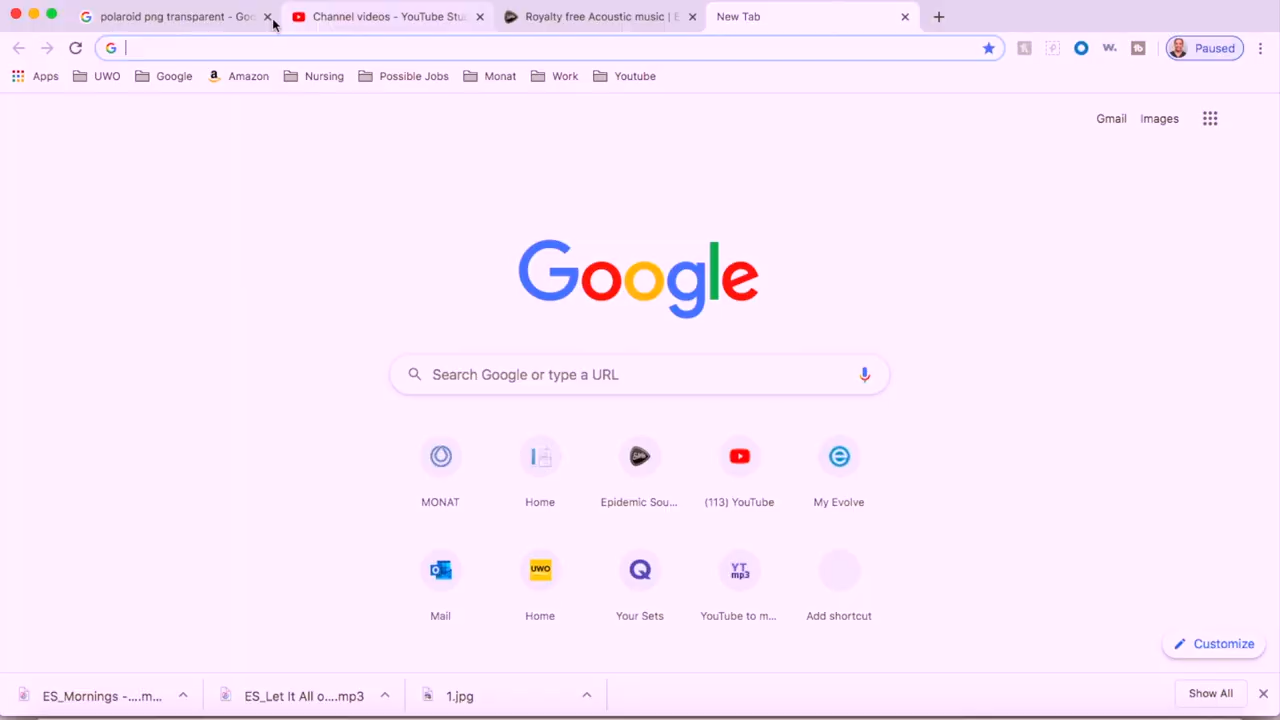 polaroid png transparent - Goo
Channel videos - YouTube Stu
Royalty free Acoustic music | E
New Tab
Paused
Apps
UWO
Google
Amazon
Nursing
Possible Jobs
Monat
Work
Youtube
Gmail
Images
Google
Search Google or type a URL
MONAT
Home
Epidemic Sou...
(113) YouTube
My Evolve
UWO
Q
YT mp3
Mail
Home
Your Sets
YouTube to m...
Add shortcut
Customize
ES_Mornings -....m...
ES_Let It All o....mp3
1.jpg
Show All